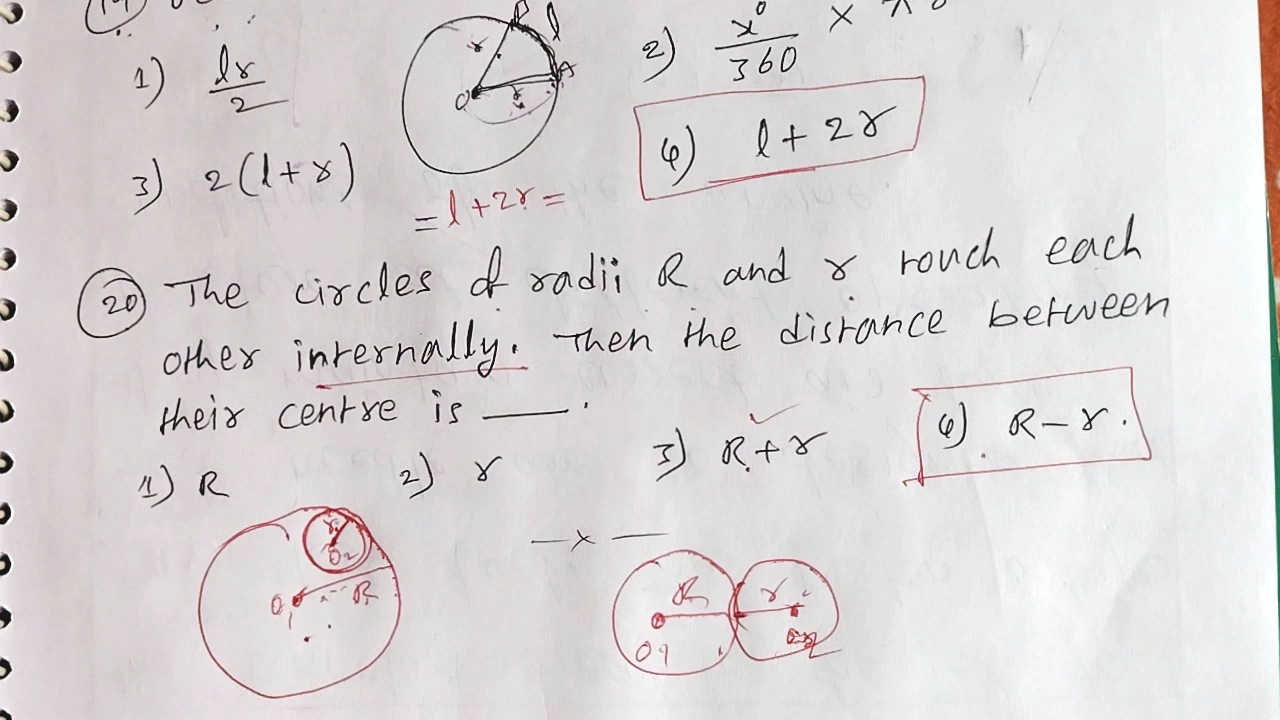 1) lr/2
2) x°/360 ×
B
l
r
A
O
r
3) 2(l+r)
= l+2r =
4) l+2r
20 The circles of radii R and r touch each
other internally. Then the distance between
their centre is ——.
1) R 2) r 3) R+r 4) R-r.
—x—
r
O2
O1 R
R r
O1